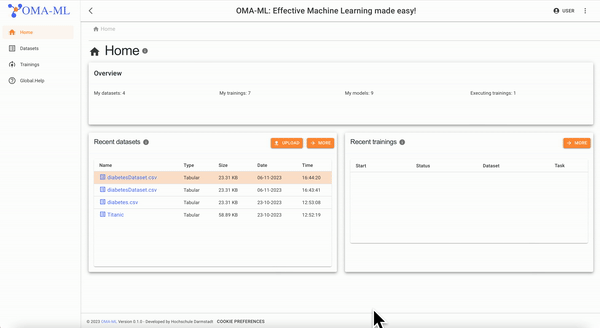 OMA-ML
OMA-ML: Effective Machine Learning made easy!
USER
Home
Datasets
Trainings
Global Help
Home
Home
Overview
My datasets: 4 My trainings: 7 My models: 9 Executing trainings: 1
Recent datasets UPLOAD MORE
Name Type Size Date Time
diabetesDataset.csv Tabular 23.31 KB 06-11-2023 16:44:20
diabetesDataset.csv Tabular 23.31 KB 06-11-2023 16:43:41
diabetes.csv Tabular 23.31 KB 23-10-2023 12:53:08
Titanic Tabular 58.89 KB 23-10-2023 12:52:19
Recent trainings MORE
Start Status Dataset Task
© 2023 OMA-ML Version 0.1.0 - Developed by Hochschule Darmstadt COOKIE PREFERENCES